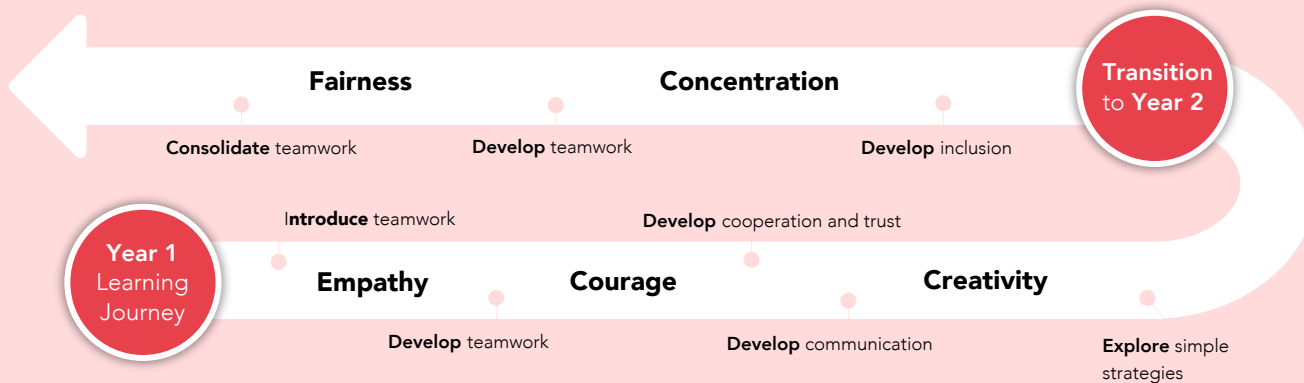 Fairness
Concentration
Transition
to Year 2
Consolidate teamwork
Develop teamwork
Develop inclusion
Introduce teamwork
Develop cooperation and trust
Year 1
Learning
Journey
Empathy
Courage
Creativity
Develop teamwork
Develop communication
Explore simple
strategies